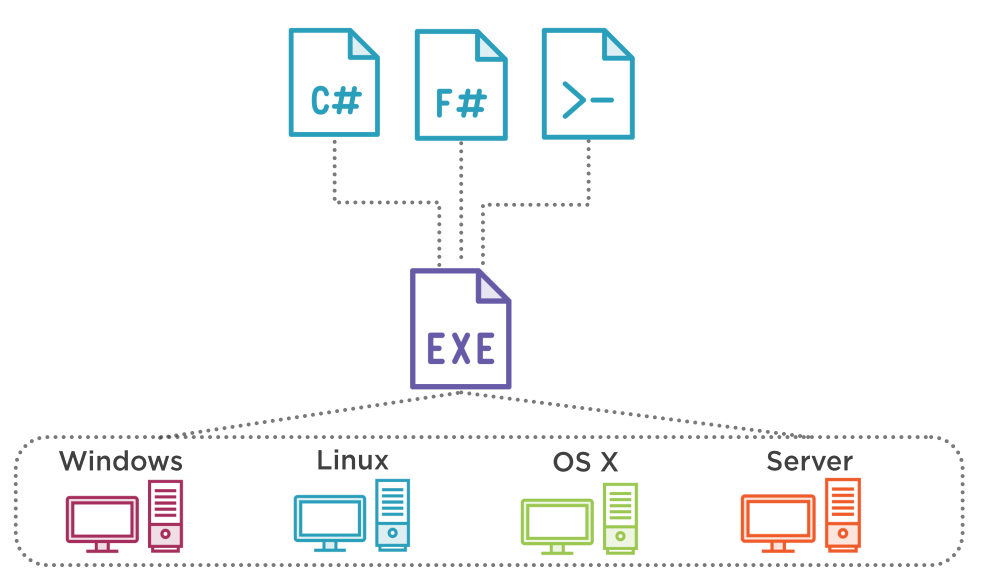 C#
F#
>-
EXE
Windows
Linux
OS X
Server